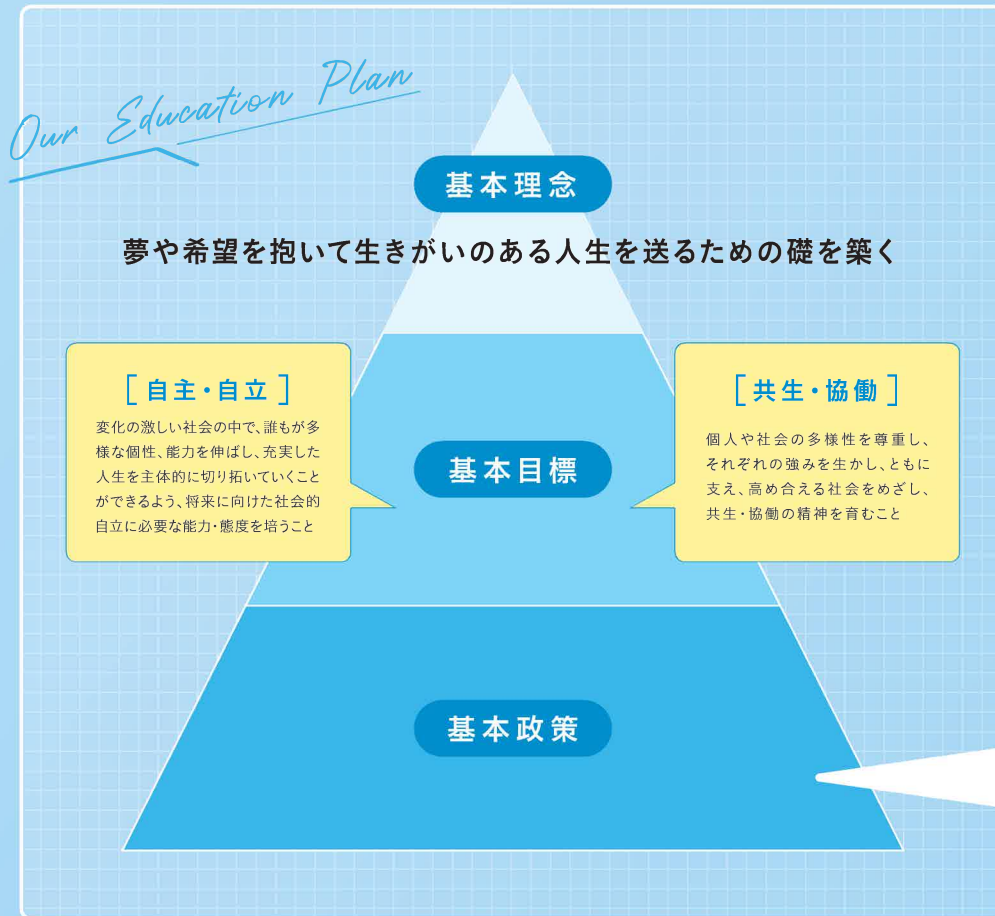 Our Education Plan
基本理念
夢や希望を抱いて生きがいのある人生を送るための礎を築く
[自主・自立]
変化の激しい社会の中で、誰もが多
様な個性、能力を伸ばし、充実した
人生を主体的に切り拓いていくこと
ができるよう、将来に向けた社会的
自立に必要な能力・態度を培うこと
基本目標
[共生・協働]
個人や社会の多様性を尊重し、
それぞれの強みを生かし、ともに
支え、高め合える社会をめざし、
共生・協働の精神を育むこと
基本政策